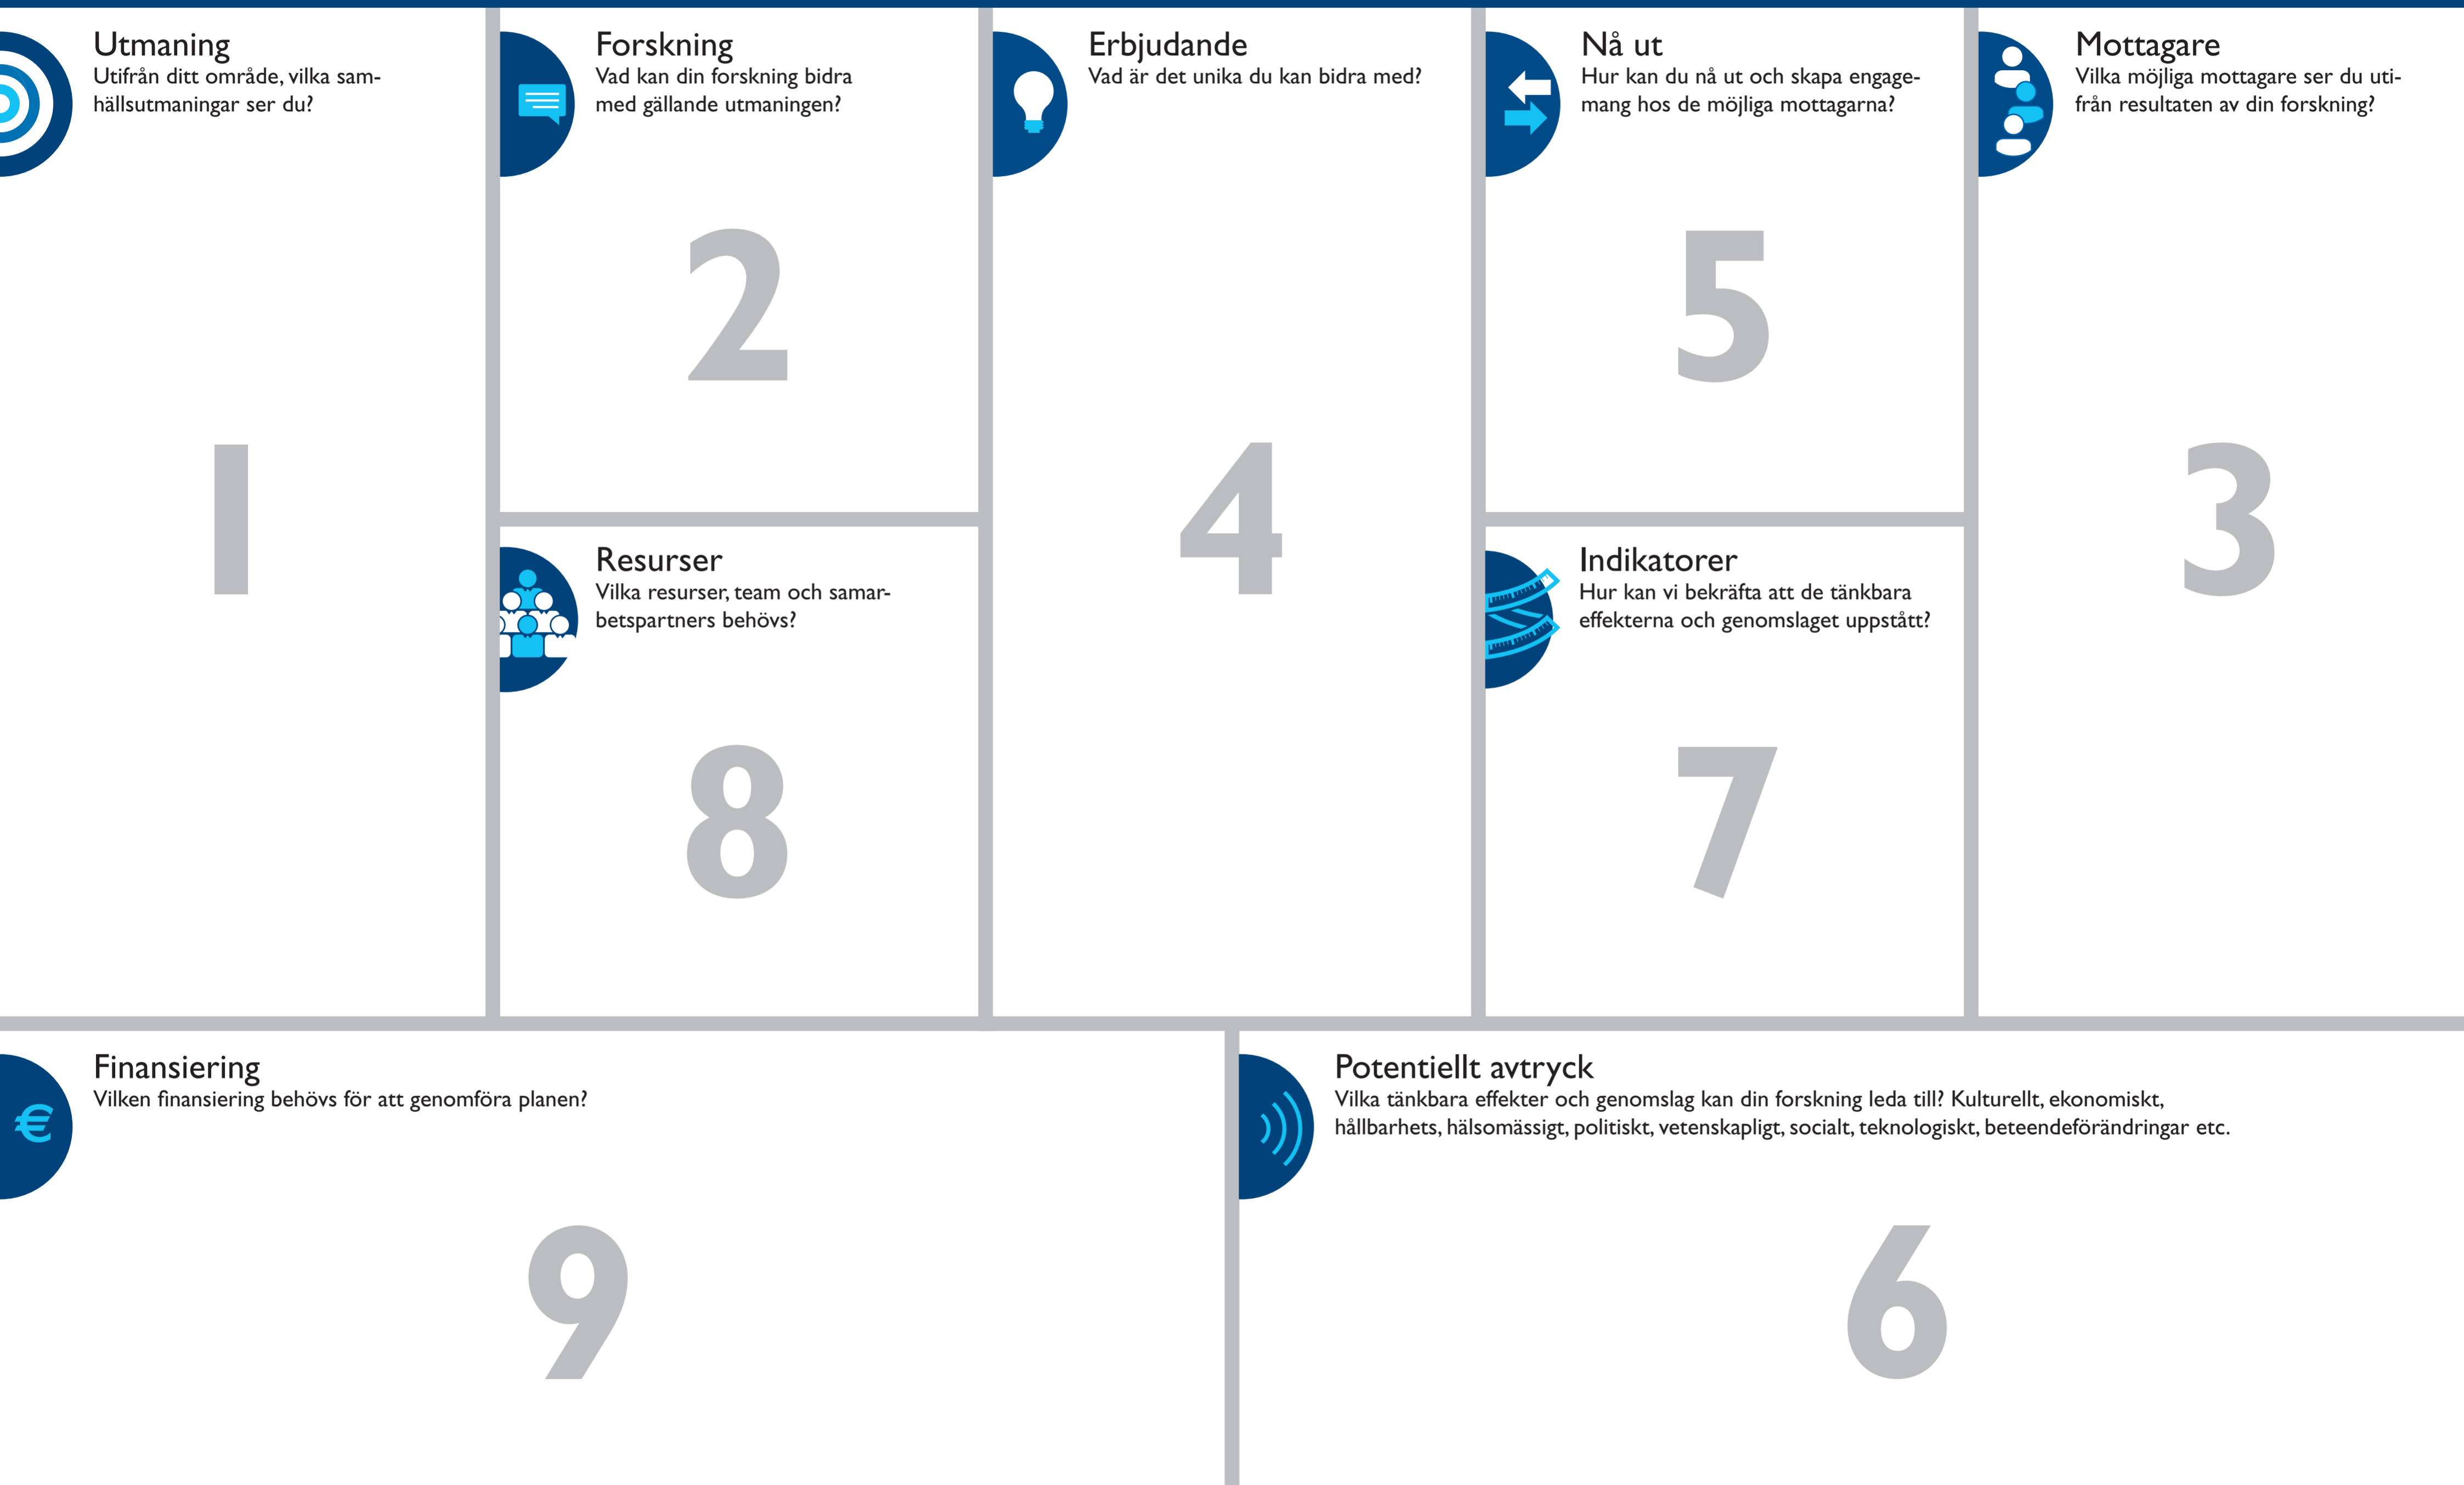 Utmaning
Utifrån ditt område, vilka sam-
hällsutmaningar ser du?
1
Forskning
Vad kan din forskning bidra
med gällande utmaningen?
2
Resurser
Vilka resurser, team och samar-
betspartners behövs?
8
Erbjudande
Vad är det unika du kan bidra med?
4
Nå ut
Hur kan du nå ut och skapa engage-
mang hos de möjliga mottagarna?
5
Indikatorer
Hur kan vi bekräfta att de tänkbara
effekterna och genomslaget uppstått?
7
Mottagare
Vilka möjliga mottagare ser du uti-
från resultaten av din forskning?
3
Finansiering
Vilken finansiering behövs för att genomföra planen?
€
9
Potentiellt avtryck
Vilka tänkbara effekter och genomslag kan din forskning leda till? Kulturellt, ekonomiskt,
hållbarhets, hälsomässigt, politiskt, vetenskapligt, socialt, teknologiskt, beteendeförändringar etc.
6